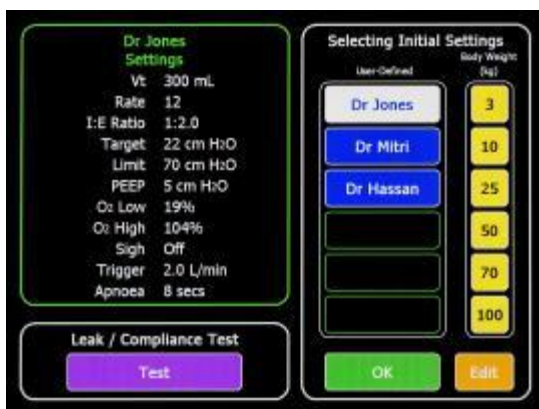 Dr Jones
Settings
Vt 300 mL
Rate 12
I:E Ratio 1:2.0
Target 22 cm H2O
Limit 70 cm H2O
PEEP 5 cm H2O
O2 Low 19%
O2 High 104%
Sigh Off
Trigger 2.0 L/min
Apnoea 8 secs
Leak / Compliance Test
Test
Selecting Initial Settings
User-Defined
Body Weight
(kg)
Dr Jones 3
Dr Mitri 10
Dr Hassan 25
50
70
100
OK Edit